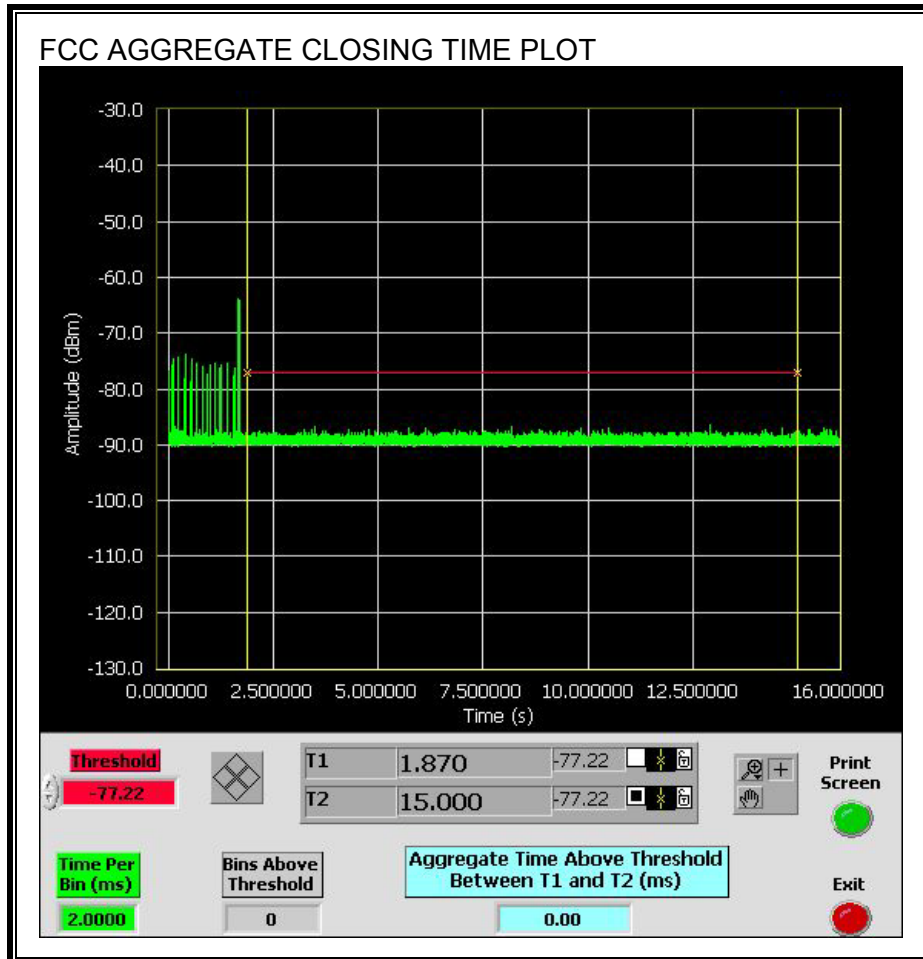 FCC AGGREGATE CLOSING TIME PLOT
-30.0
-40.0
-50.0
-60.0
-70.0
-80.0
-90.0
-100.0
-110.0
-120.0
-130.0
Amplitude (dBm)
0.000000 2.500000 5.000000 7.500000 10.000000 12.500000 16.000000
Time (s)
Threshold
-77.22
T1 1.870 -77.22
T2 15.000 -77.22
Print
Screen
Time Per
Bin (ms)
2.0000
Bins Above
Threshold
0
Aggregate Time Above Threshold
Between T1 and T2 (ms)
0.00
Exit